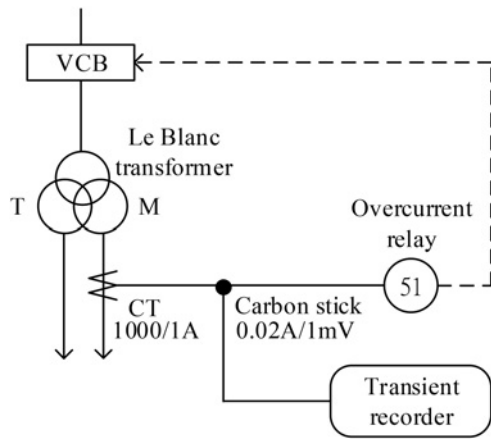 VCB
Le Blanc
transformer
T
M
Overcurrent
relay
51
CT
1000/1A
Carbon stick
0.02A/1mV
Transient
recorder